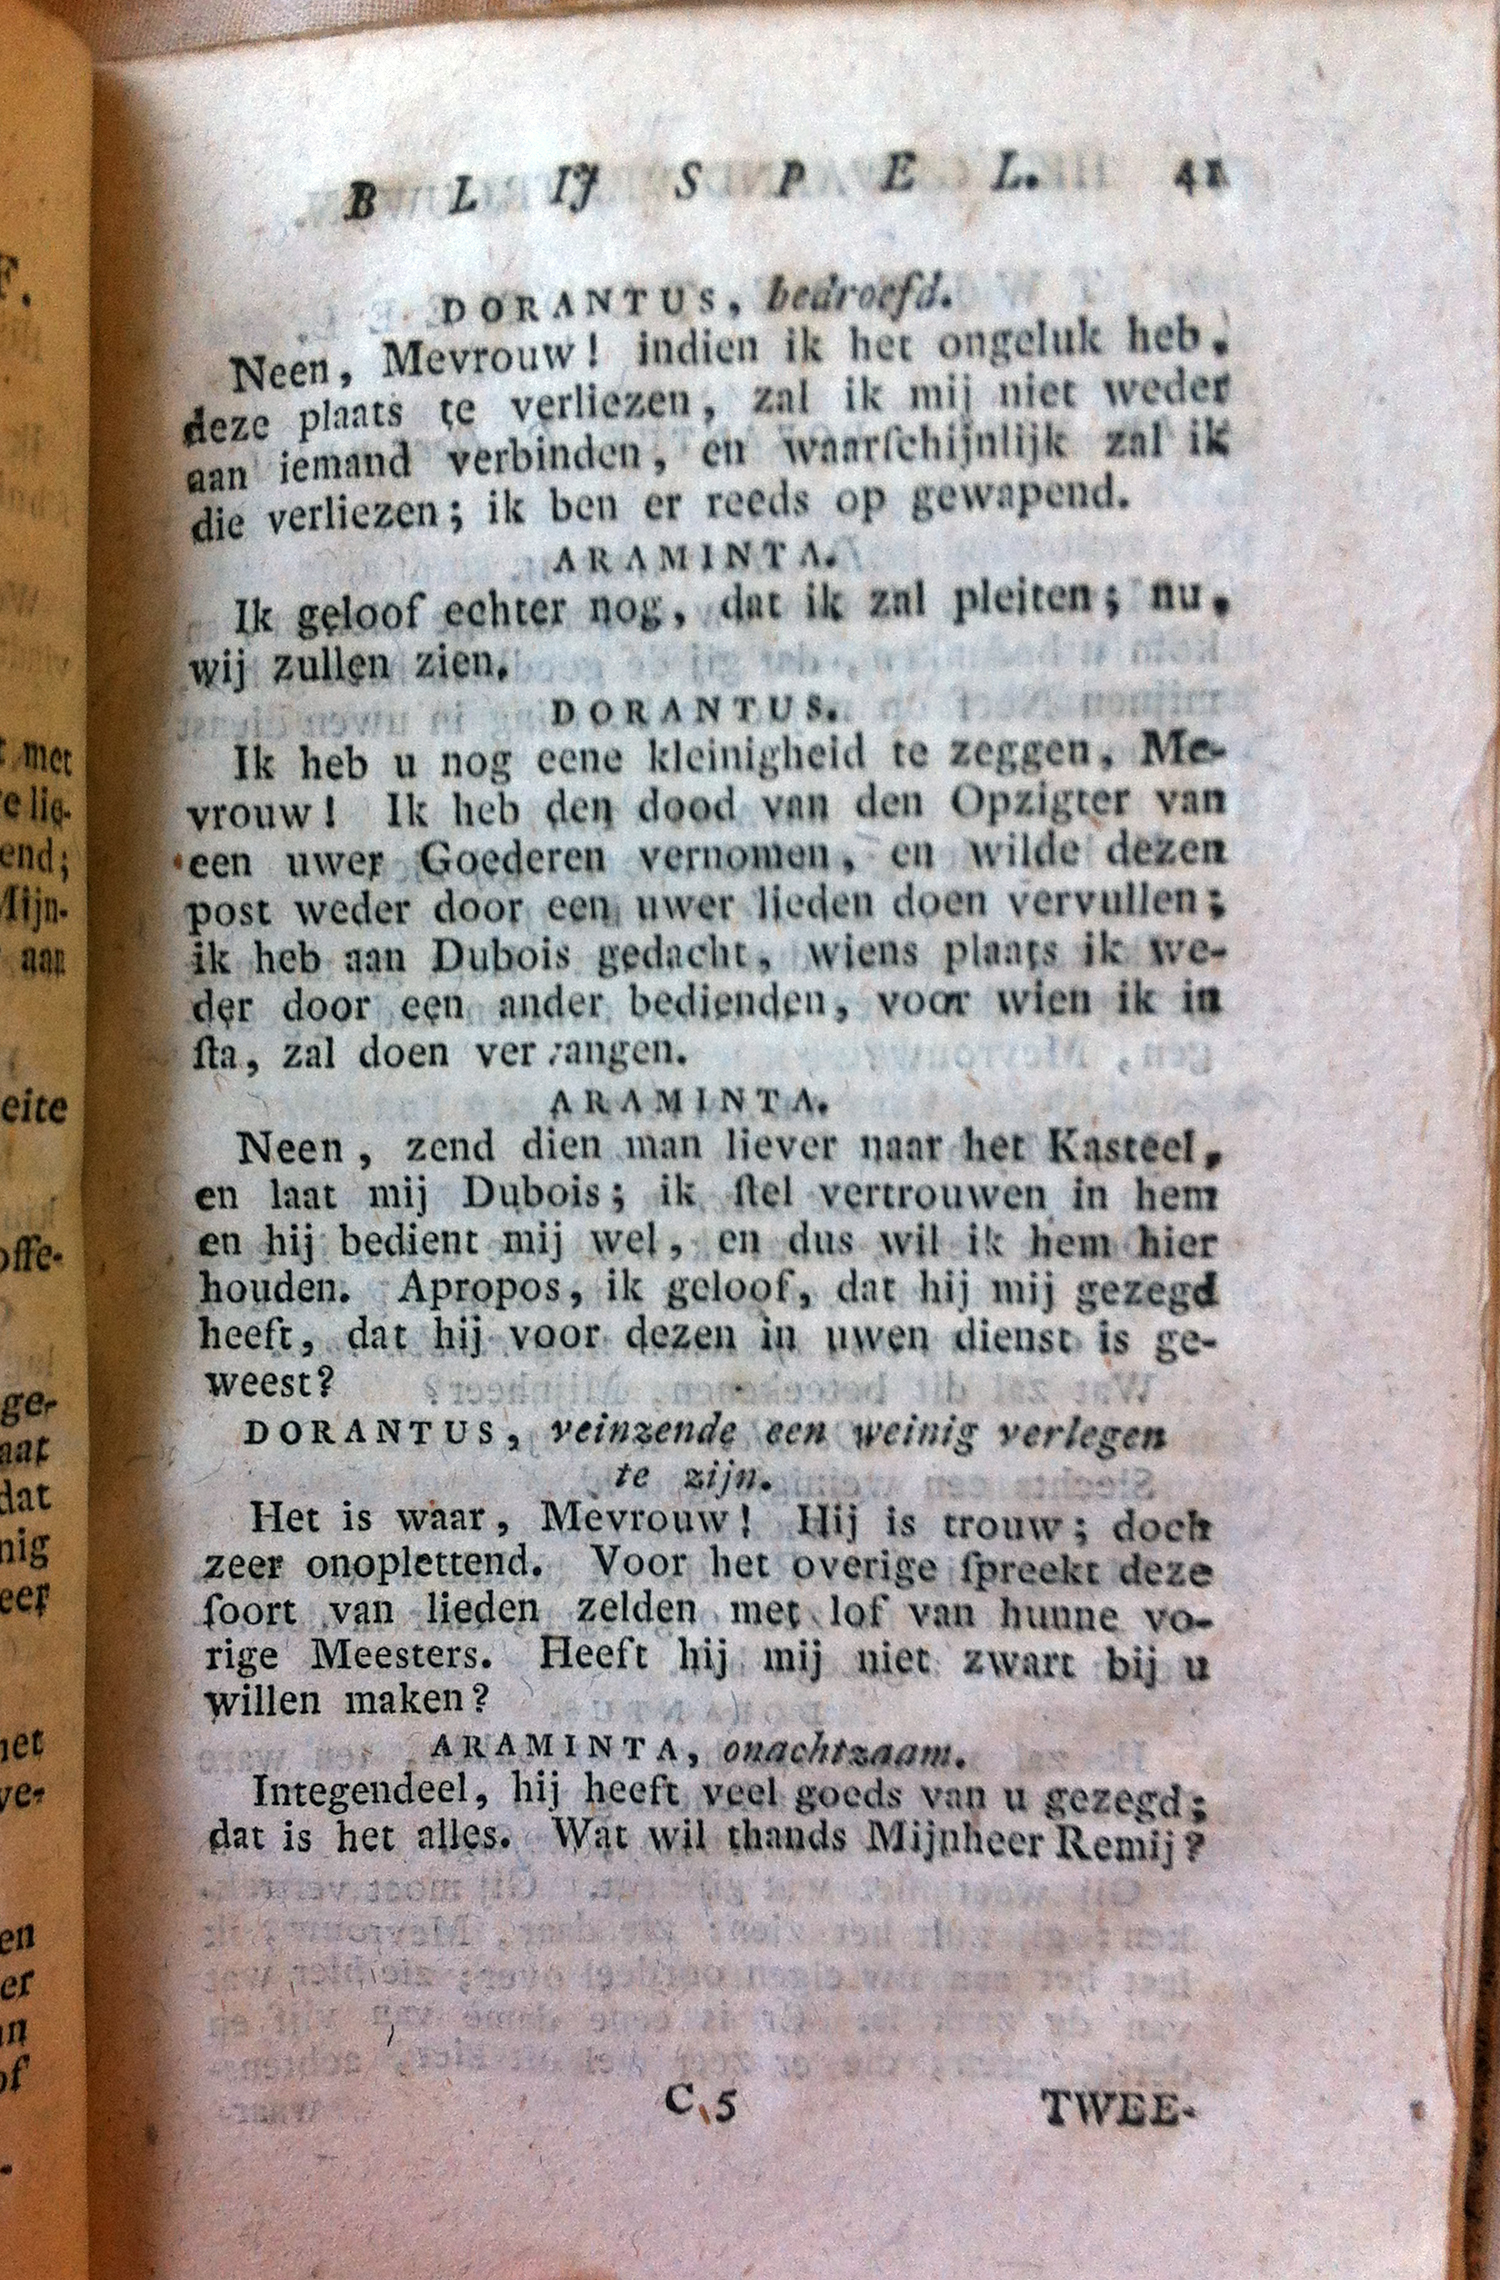 BLIJSPEL. 41
DORANTUS, bedroefd.
Neen, Mevrouw! indien ik het ongeluk heb,
deze plaats te verliezen, zal ik mij niet weder
aan iemand verbinden, en waarſchijnlijk zal ik
die verliezen; ik ben er reeds op gewapend.
ARAMINTA.
Ik geloof echter nog, dat ik zal pleiten; nu,
wij zullen zien.
DORANTUS.
Ik heb u nog eene kleinigheid te zeggen, Me-
vrouw! Ik heb den dood van den Opzigter van
een uwer Goederen vernomen, en wilde dezen
post weder door een uwer lieden doen vervullen;
ik heb aan Dubois gedacht, wiens plaats ik we-
der door een ander bedienden, voor wien ik in
ſta, zal doen vervangen.
ARAMINTA.
Neen, zend dien man liever naar het Kasteel,
en laat mij Dubois; ik ſtel vertrouwen in hem
en hij bedient mij wel, en dus wil ik hem hier
houden. Apropos, ik geloof, dat hij mij gezegd
heeft, dat hij voor dezen in uwen dienst is ge-
weest?
DORANTUS, veinzende een weinig verlegen
te zijn.
Het is waar, Mevrouw! Hij is trouw; doch
zeer onoplettend. Voor het overige ſpreekt deze
ſoort van lieden zelden met lof van hunne vo-
rige Meesters. Heeft hij mij niet zwart bij u
willen maken?
ARAMINTA, onachtzaam.
Integendeel, hij heeft veel goeds van u gezegd;
dat is het alles. Wat wil thands Mijnheer Remij?
C 5 TWEE-